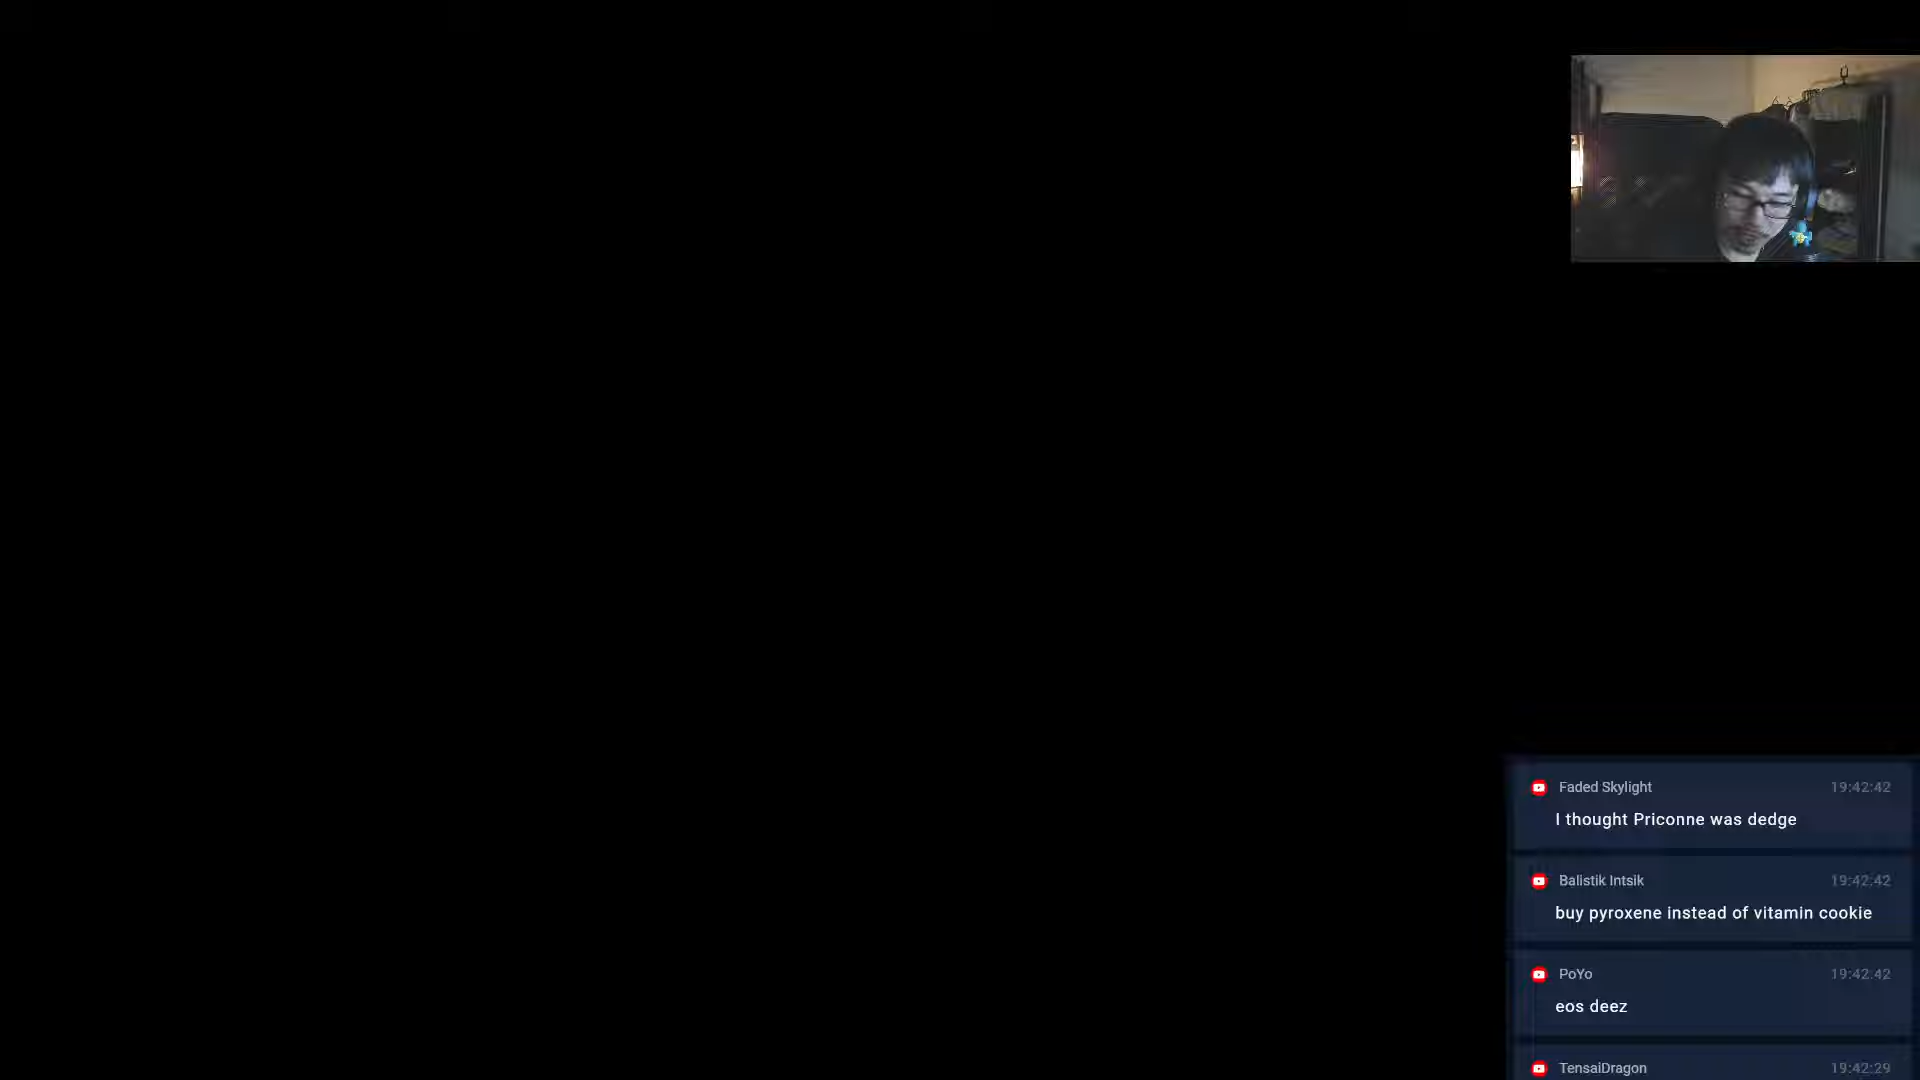 Faded Skylight 19:42:42
I thought Priconne was dedge
Balistik Intsik 19:42:42
buy pyroxene instead of vitamin cookie
PoYo 19:42:42
eos deez
TensaiDragon 19:42:29